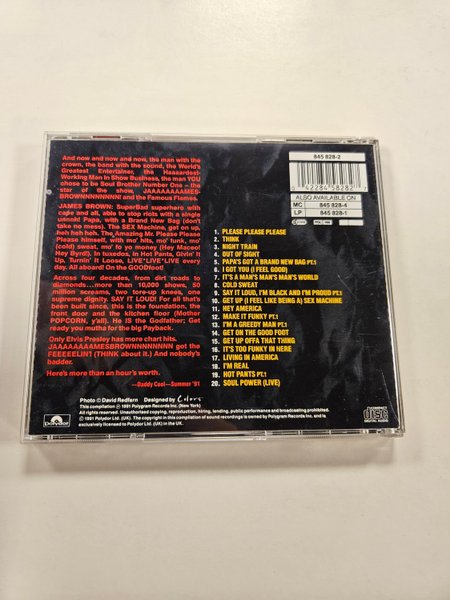 And now and now and now, the man with the
crown, the band with the sound, the World's
Greatest Entertainer, the Haaaardest-
Working Man In Show Business, the man YOU
chose to be Soul Brother Number One – the
star of the show, JAAAAAAAAMES-
BROWNNNNNNNN! and the Famous Flames.
JAMES BROWN: SuperBad superhero with
cape and all, able to stop riots with a single
unnnh! Papa, with a Brand New Bag (don't
take no mess). The SEX Machine, get on up,
heh heh heh. The Amazing Mr. Please Please
Please himself, with mo' hits, mo' funk, mo'
(cold) sweat, mo' fo yo money (Hey Maceo!
Hey Byrd!). In tuxedos, in Hot Pants, Givin' It
Up, Turnin' It Loose, LIVE*LIVE*LIVE every
day. All aboard! On the GOODfoot!
Across four decades, from dirt roads to
diamonds...more than 10,000 shows, 50
million screams, two tore-up knees, one
supreme dignity. SAY IT LOUD! For all that's
been built since, this is the foundation, the
front door and the kitchen floor (Mother
POPCORN, y'all). He IS the Godfather; Get
ready you mutha for the big Payback.
Only Elvis Presley has more chart hits.
JAAAAAAAAMESBROWNNNNNNNN got the
FEEEEELIN'! (THINK about it.) And nobody's
badder.
Here's more than an hour's worth.
—Daddy Cool—Summer '91
845 828-2
0 42284 58282 7
ALSO AVAILABLE ON
MC 845 828-4
LP 845 828-1
1. PLEASE PLEASE PLEASE
2. THINK
3. NIGHT TRAIN
4. OUT OF SIGHT
5. PAPA'S GOT A BRAND NEW BAG PT.1
6. I GOT YOU (I FEEL GOOD)
7. IT'S A MAN'S MAN'S MAN'S WORLD
8. COLD SWEAT
9. SAY IT LOUD, I'M BLACK AND I'M PROUD PT.1
10. GET UP (I FEEL LIKE BEING A) SEX MACHINE
11. HEY AMERICA
12. MAKE IT FUNKY PT.1
13. I'M A GREEDY MAN PT.1
14. GET ON THE GOOD FOOT
15. GET UP OFFA THAT THING
16. IT'S TOO FUNKY IN HERE
17. LIVING IN AMERICA
18. I'M REAL
19. HOT PANTS PT.1
20. SOUL POWER (LIVE)
polydor
Photo © David Redfern Designed by Colors
This compilation ℗ 1991 Polygram Records Inc. (New York)
All rights reserved. Unauthorised copying, reproduction, hiring, lending, public performance and broadcasting prohibited.
© 1991 Polydor Ltd. (UK). The copyright in this compilation of sound recordings is owned by Polygram Records Inc. and is
exclusively licensed to Polydor Ltd. in the UK.
COMPACT
disc
DIGITAL AUDIO